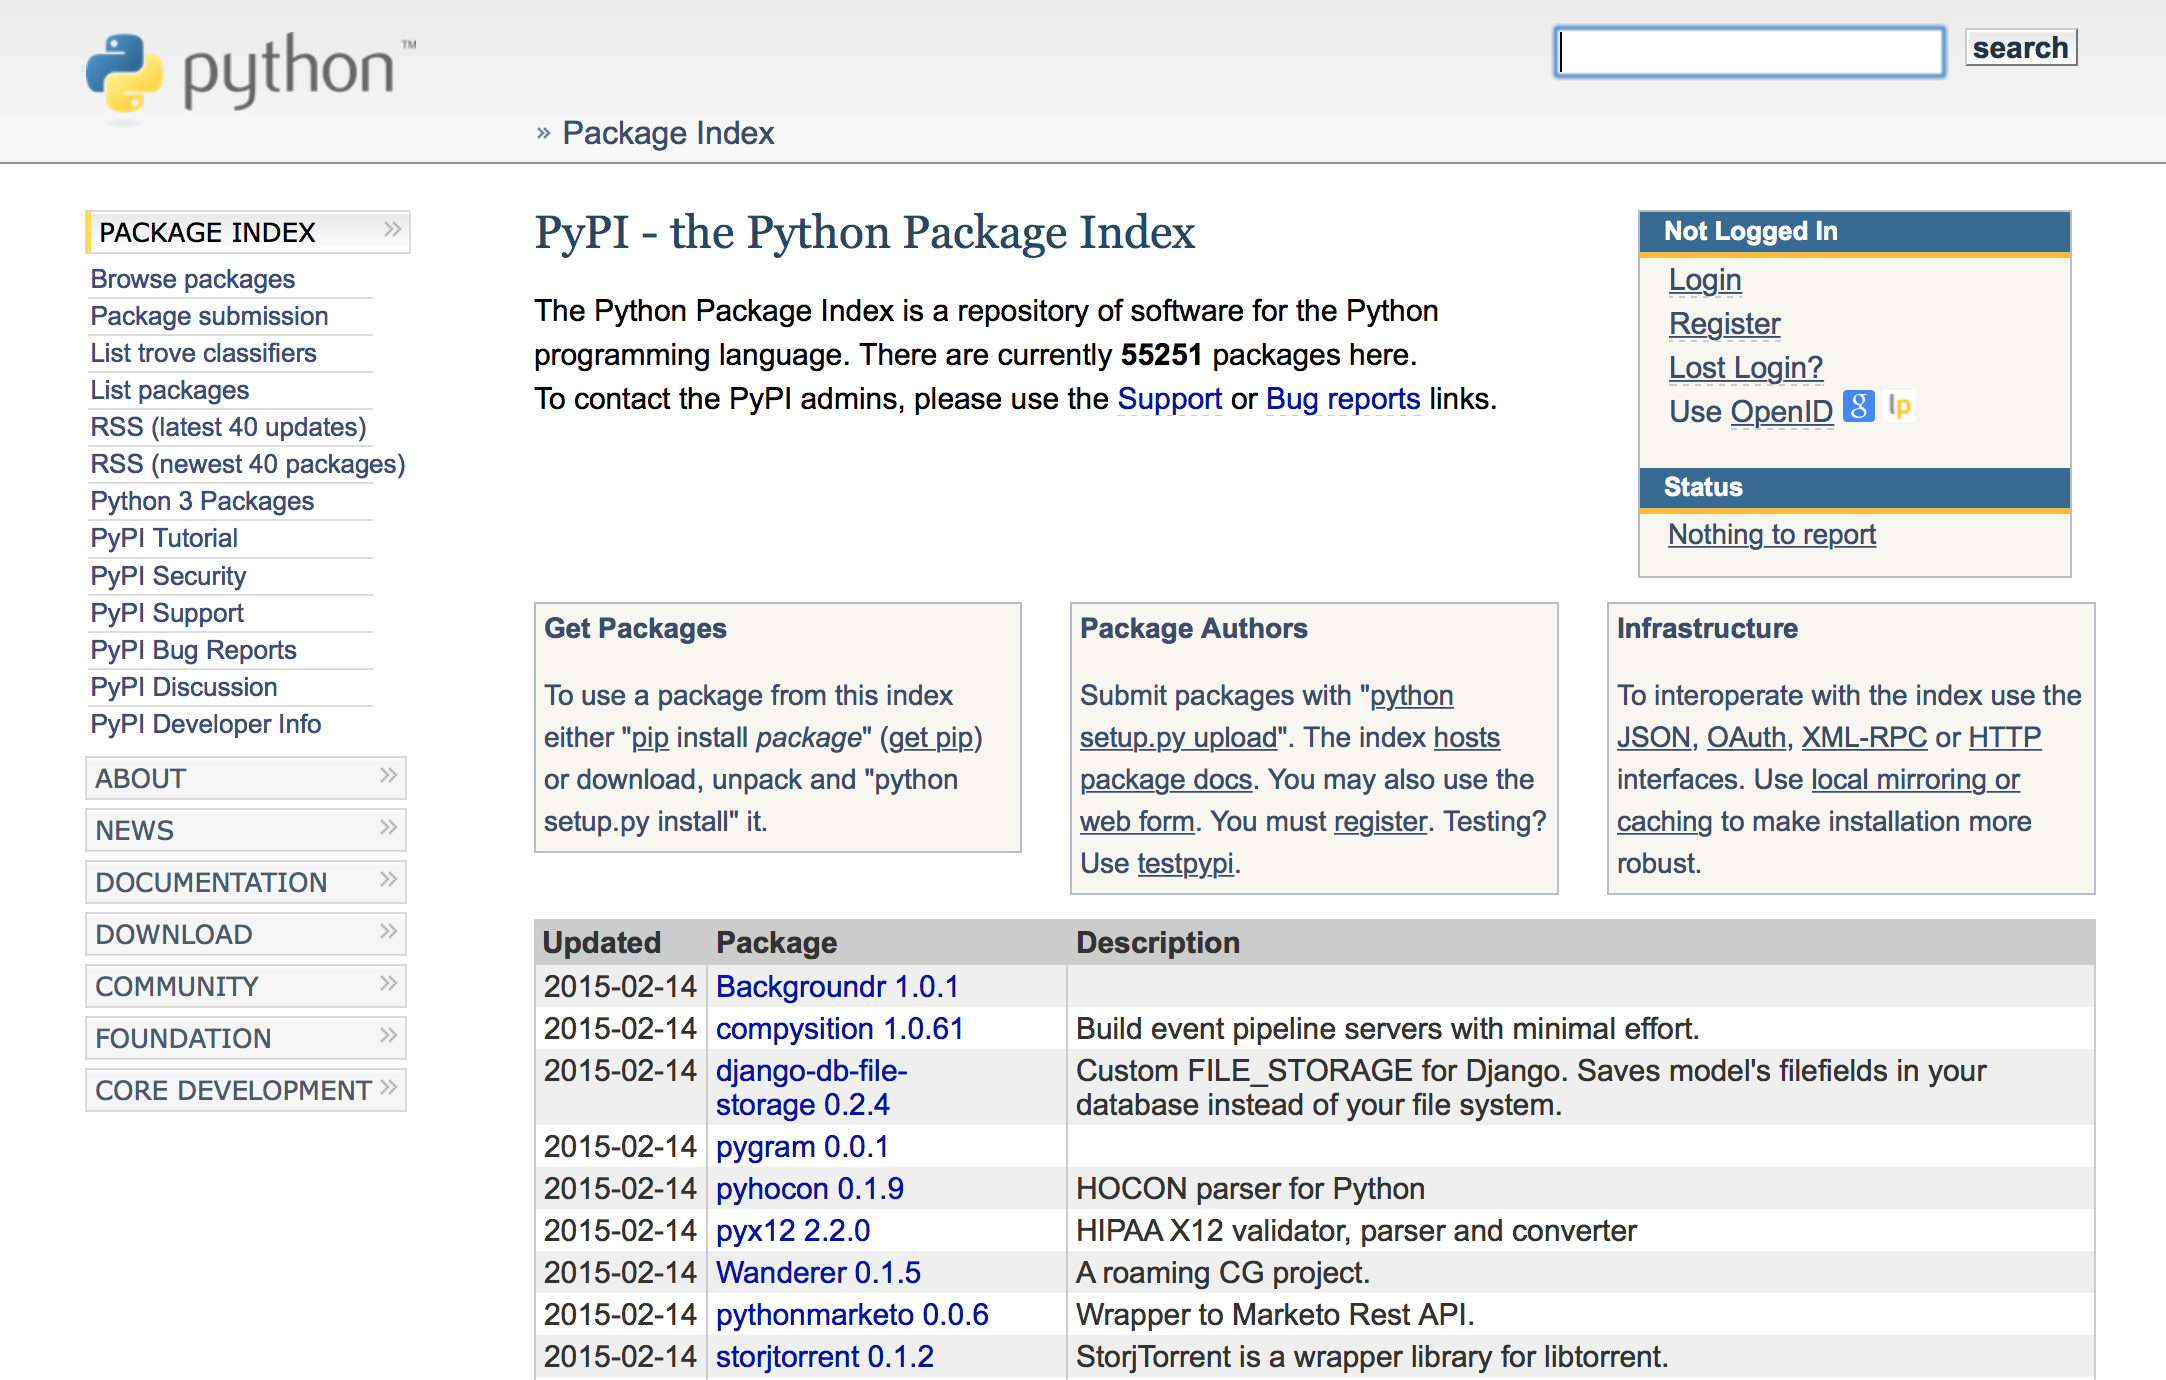 python™
search
» Package Index
PACKAGE INDEX »
Browse packages
Package submission
List trove classifiers
List packages
RSS (latest 40 updates)
RSS (newest 40 packages)
Python 3 Packages
PyPI Tutorial
PyPI Security
PyPI Support
PyPI Bug Reports
PyPI Discussion
PyPI Developer Info
ABOUT »
NEWS »
DOCUMENTATION »
DOWNLOAD »
COMMUNITY »
FOUNDATION »
CORE DEVELOPMENT »
PyPI - the Python Package Index
The Python Package Index is a repository of software for the Python
programming language. There are currently 55251 packages here.
To contact the PyPI admins, please use the Support or Bug reports links.
Not Logged In
Login
Register
Lost Login?
Use OpenID g lp
Status
Nothing to report
Get Packages
To use a package from this index
either "pip install package" (get pip)
or download, unpack and "python
setup.py install" it.
Package Authors
Submit packages with "python
setup.py upload". The index hosts
package docs. You may also use the
web form. You must register. Testing?
Use testpypi.
Infrastructure
To interoperate with the index use the
JSON, OAuth, XML-RPC or HTTP
interfaces. Use local mirroring or
caching to make installation more
robust.
Updated Package Description
2015-02-14 Backgroundr 1.0.1
2015-02-14 compysition 1.0.61 Build event pipeline servers with minimal effort.
2015-02-14 django-db-file- Custom FILE_STORAGE for Django. Saves model's filefields in your
storage 0.2.4 database instead of your file system.
2015-02-14 pygram 0.0.1
2015-02-14 pyhocon 0.1.9 HOCON parser for Python
2015-02-14 pyx12 2.2.0 HIPAA X12 validator, parser and converter
2015-02-14 Wanderer 0.1.5 A roaming CG project.
2015-02-14 pythonmarketo 0.0.6 Wrapper to Marketo Rest API.
2015-02-14 storjtorrent 0.1.2 StorjTorrent is a wrapper library for libtorrent.